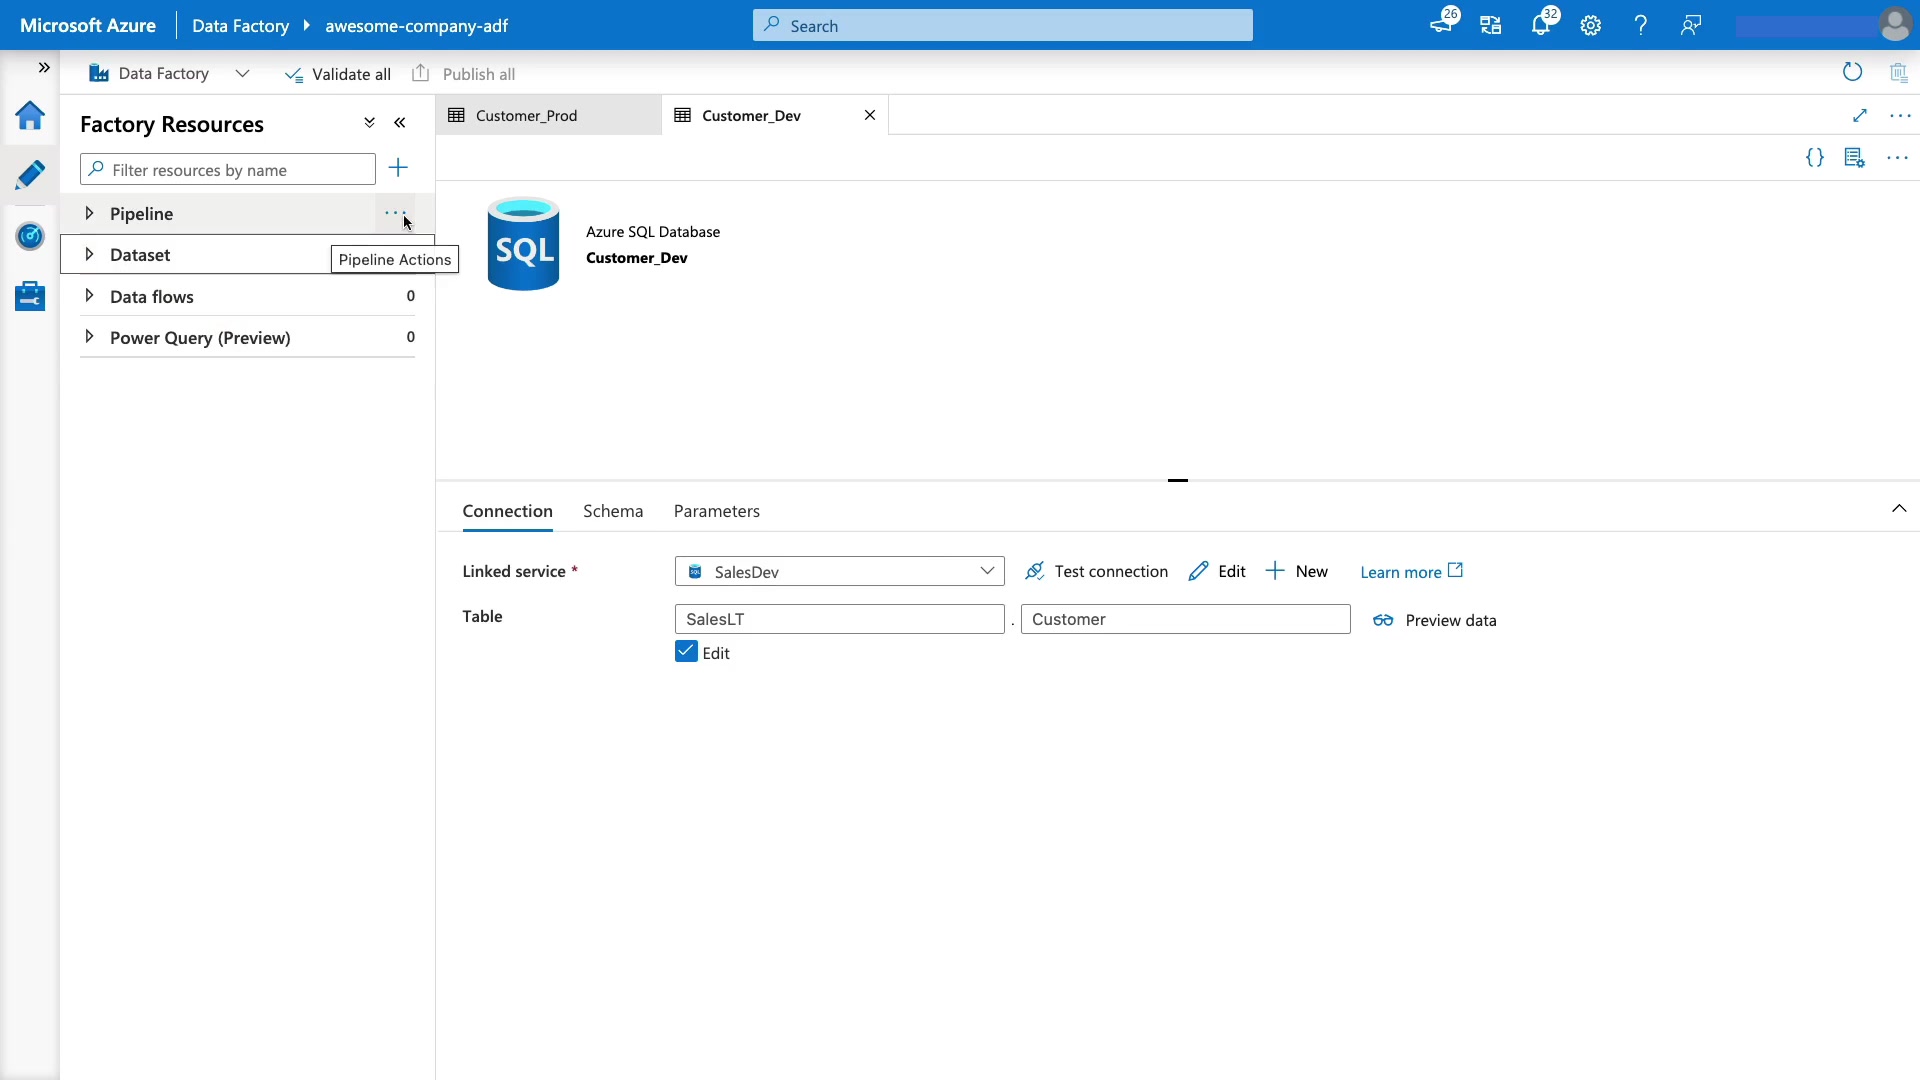 Microsoft Azure
Data Factory
awesome-company-adf
Search
26
32
Data Factory
Validate all
Publish all
Factory Resources
Filter resources by name
Pipeline
Dataset
Pipeline Actions
Data flows
0
Power Query (Preview)
0
Customer_Prod
Customer_Dev
SQL
Azure SQL Database
Customer_Dev
Connection
Schema
Parameters
Linked service *
SalesDev
Test connection
Edit
New
Learn more
Table
SalesLT
.
Customer
Preview data
Edit